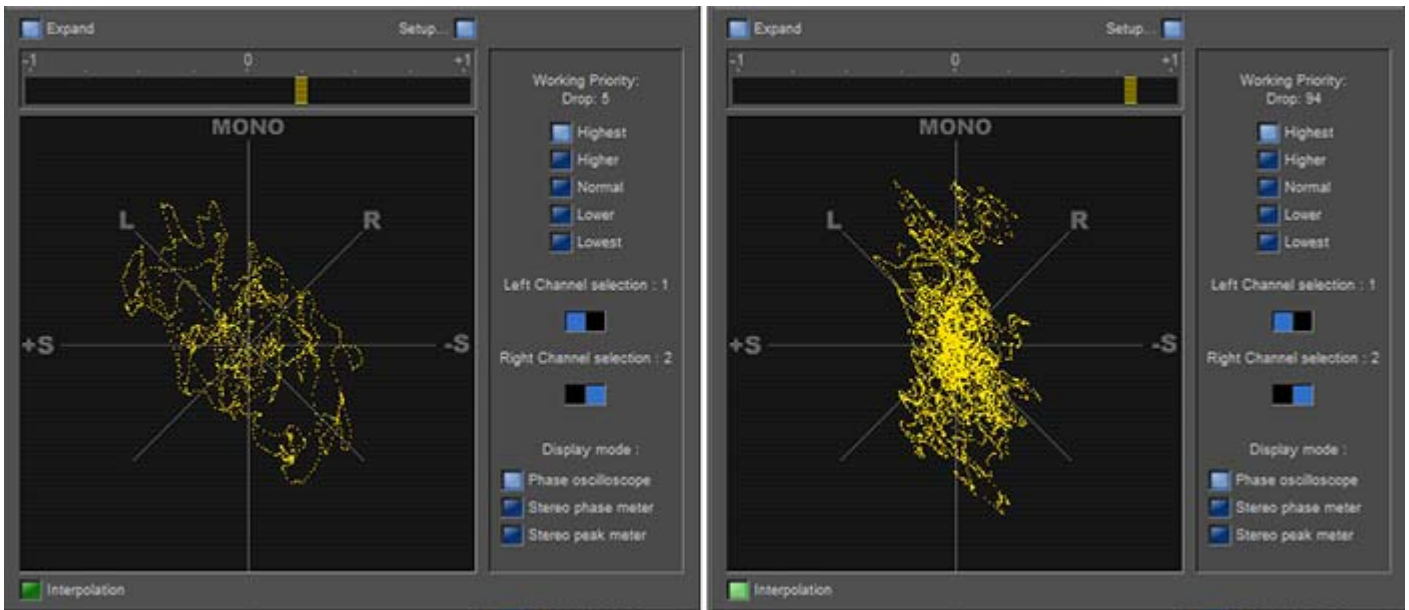 Expand
Setup...
-1 0 +1
MONO
L R
+S -S
Working Priority:
Drop: 5
Highest
Higher
Normal
Lower
Lowest
Left Channel selection : 1
Right Channel selection : 2
Display mode :
Phase oscilloscope
Stereo phase meter
Stereo peak meter
Interpolation
Expand
Setup...
-1 0 +1
MONO
L R
+S -S
Working Priority:
Drop: 94
Highest
Higher
Normal
Lower
Lowest
Left Channel selection : 1
Right Channel selection : 2
Display mode :
Phase oscilloscope
Stereo phase meter
Stereo peak meter
Interpolation